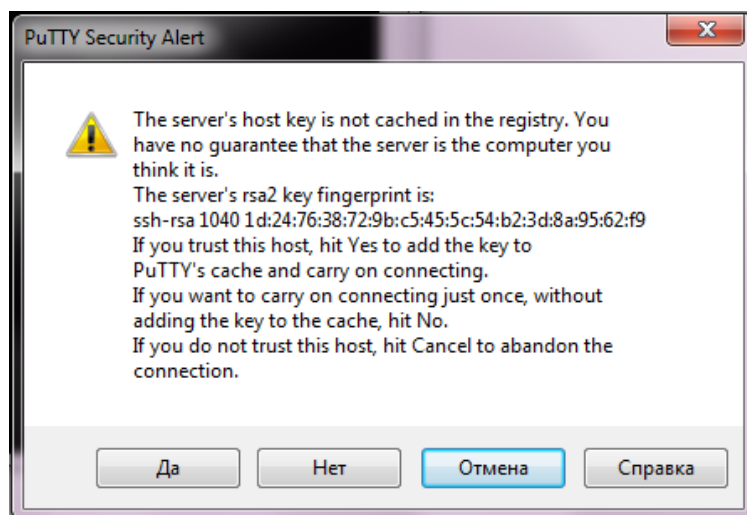 PuTTY Security Alert
The server's host key is not cached in the registry. You
have no guarantee that the server is the computer you
think it is.
The server's rsa2 key fingerprint is:
ssh-rsa 1040 1d:24:76:38:72:9b:c5:45:5c:54:b2:3d:8a:95:62:f9
If you trust this host, hit Yes to add the key to
PuTTY's cache and carry on connecting.
If you want to carry on connecting just once, without
adding the key to the cache, hit No.
If you do not trust this host, hit Cancel to abandon the
connection.
Да Нет Отмена Справка